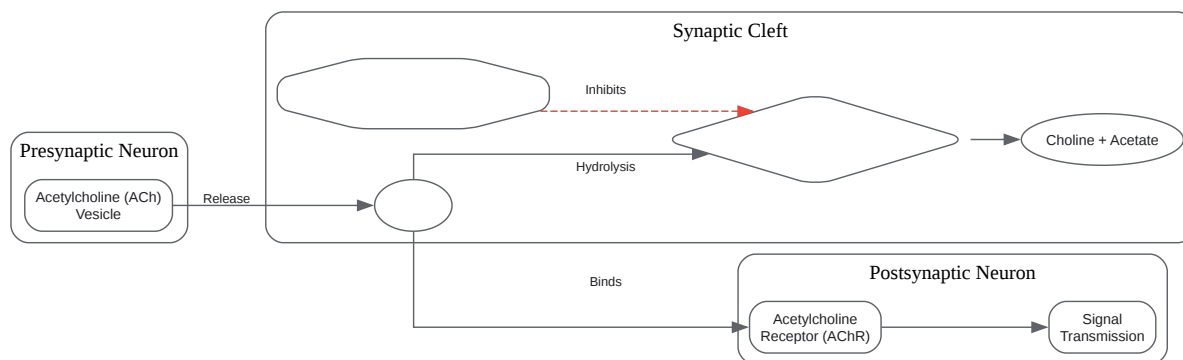 Synaptic Cleft
Inhibits
Presynaptic Neuron
Choline + Acetate
Hydrolysis
Acetylcholine (ACh)
Vesicle
Release
Postsynaptic Neuron
Binds
Acetylcholine
Receptor (AChR)
Signal
Transmission